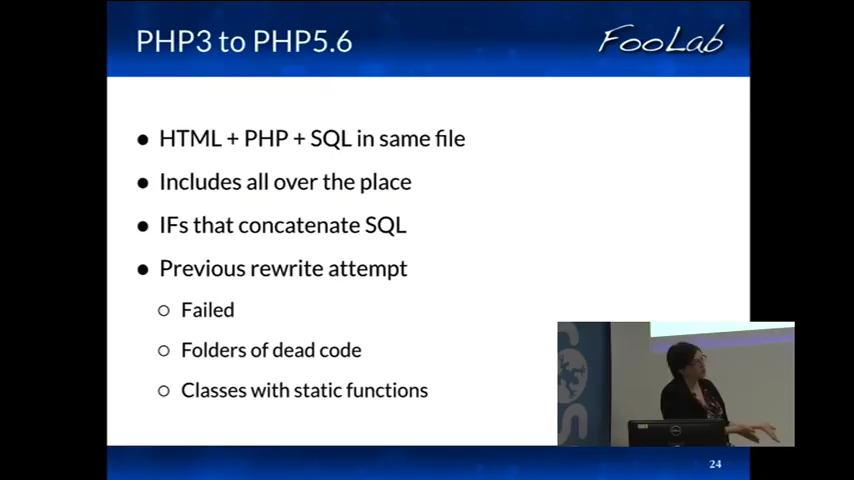 PHP3 to PHP5.6
FooLab
HTML + PHP + SQL in same file
Includes all over the place
IFs that concatenate SQL
Previous rewrite attempt
Failed
Folders of dead code
Classes with static functions
24